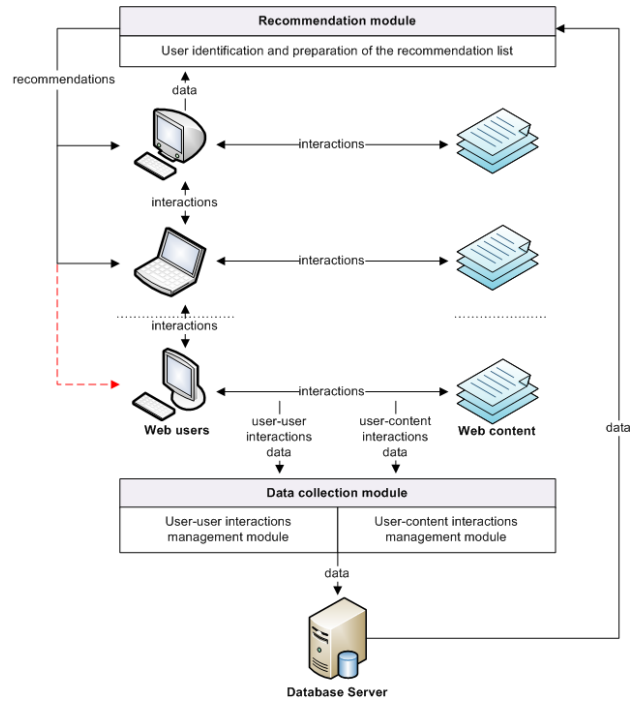 Recommendation module
User identification and preparation of the recommendation list
recommendations
data
interactions
interactions
interactions
interactions
interactions
Web users
Web content
user-user
interactions
data
user-content
interactions
data
data
Data collection module
User-user interactions
management module
User-content interactions
management module
data
Database Server